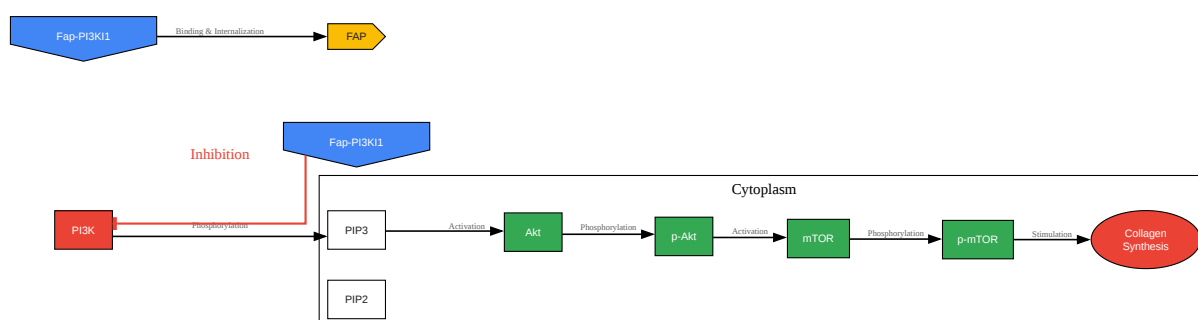 Fap-PI3KI1
Binding & Internalization
FAP
Fap-PI3KI1
Inhibition
Cytoplasm
PI3K
Phosphorylation
PIP3
Activation
Akt
Phosphorylation
p-Akt
Activation
mTOR
Phosphorylation
p-mTOR
Stimulation
Collagen
Synthesis
PIP2